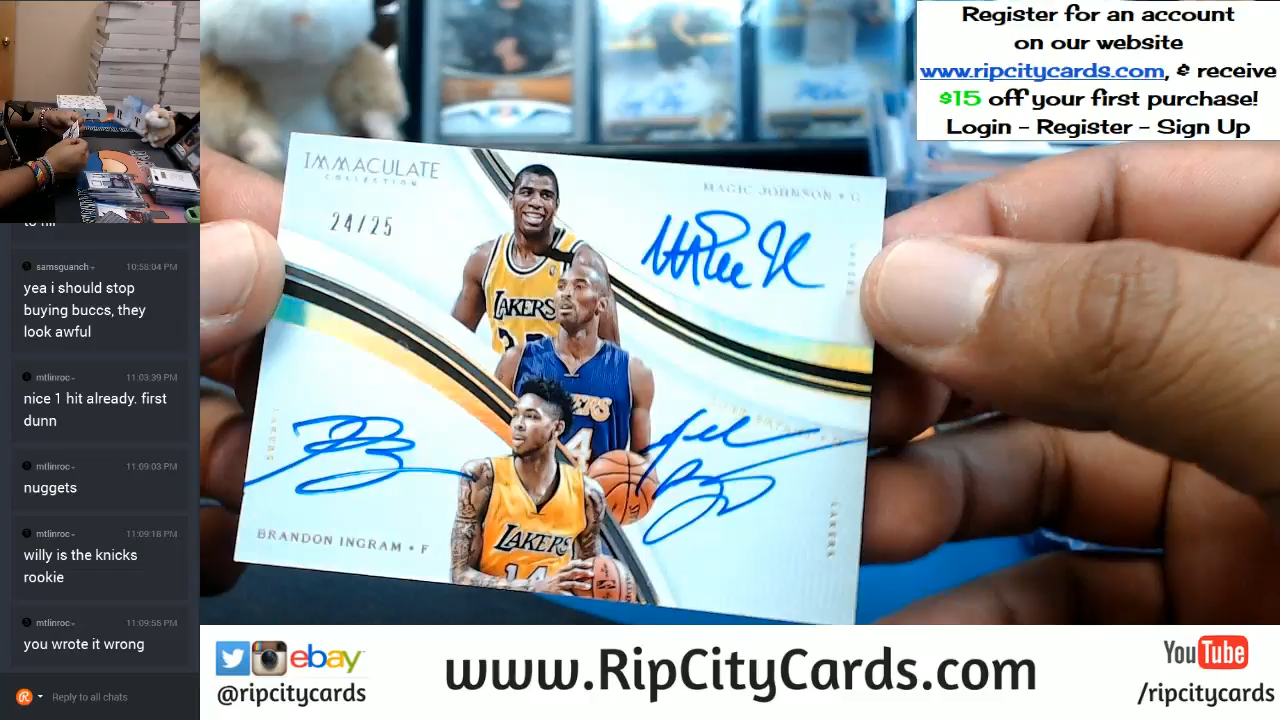 Register for an account
on our website
www.ripcitycards.com, & receive
$15 off your first purchase!
Login - Register - Sign Up
samsguanch 10:58:04 PM
yea i should stop
buying buccs, they
look awful
mtlinroc 11:03:39 PM
nice 1 hit already. first
dunn
mtlinroc 11:09:03 PM
nuggets
mtlinroc 11:09:18 PM
willy is the knicks
rookie
mtlinroc 11:09:55 PM
you wrote it wrong
Reply to all chats
IMMACULATE
COLLECTION
24/25
MAGIC JOHNSON • G
LAKERS
LAKERS
BRANDON INGRAM • F
LAKERS
14
LAKERS
ebay
@ripcitycards
www.RipCityCards.com
YouTube
/ripcitycards